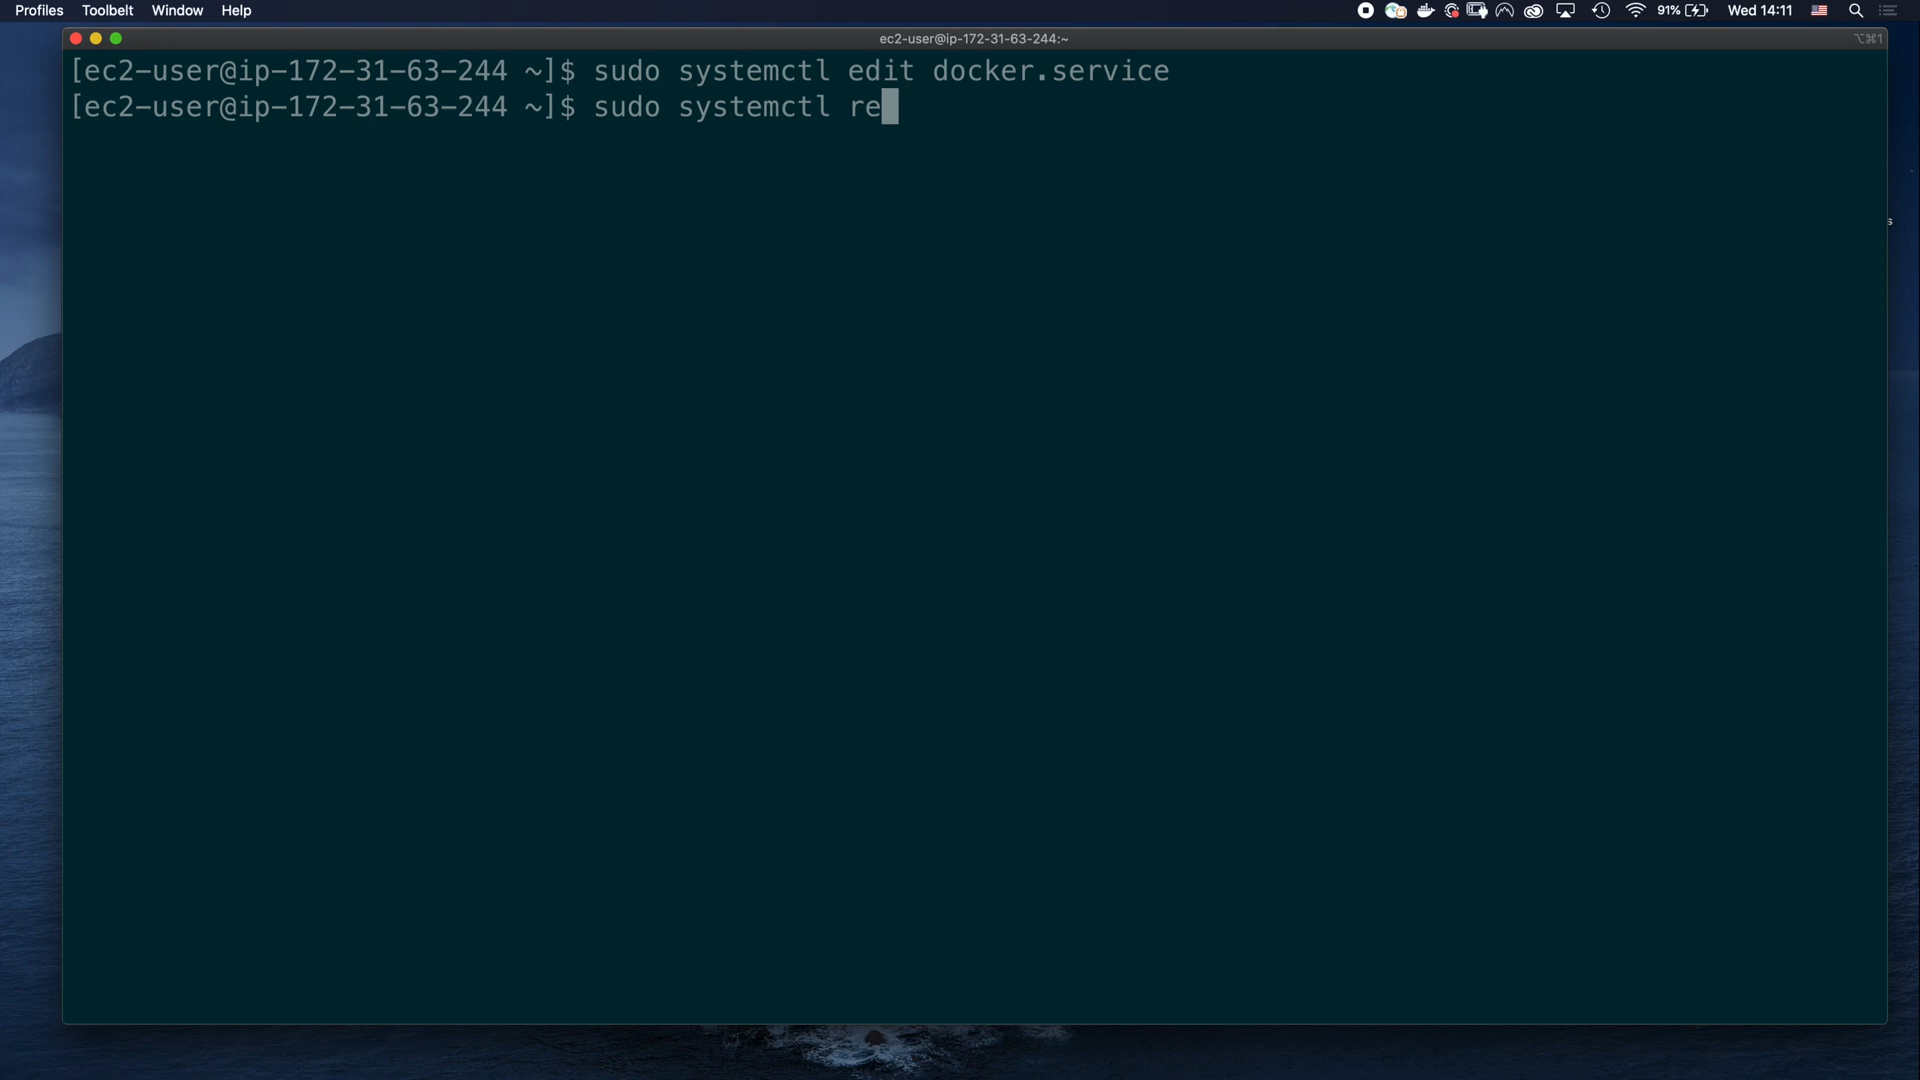 Profiles Toolbelt Window Help 91% Wed 14:11
ec2-user@ip-172-31-63-244:~ ⌥⌘1
[ec2-user@ip-172-31-63-244 ~]$ sudo systemctl edit docker.service
[ec2-user@ip-172-31-63-244 ~]$ sudo systemctl re
s